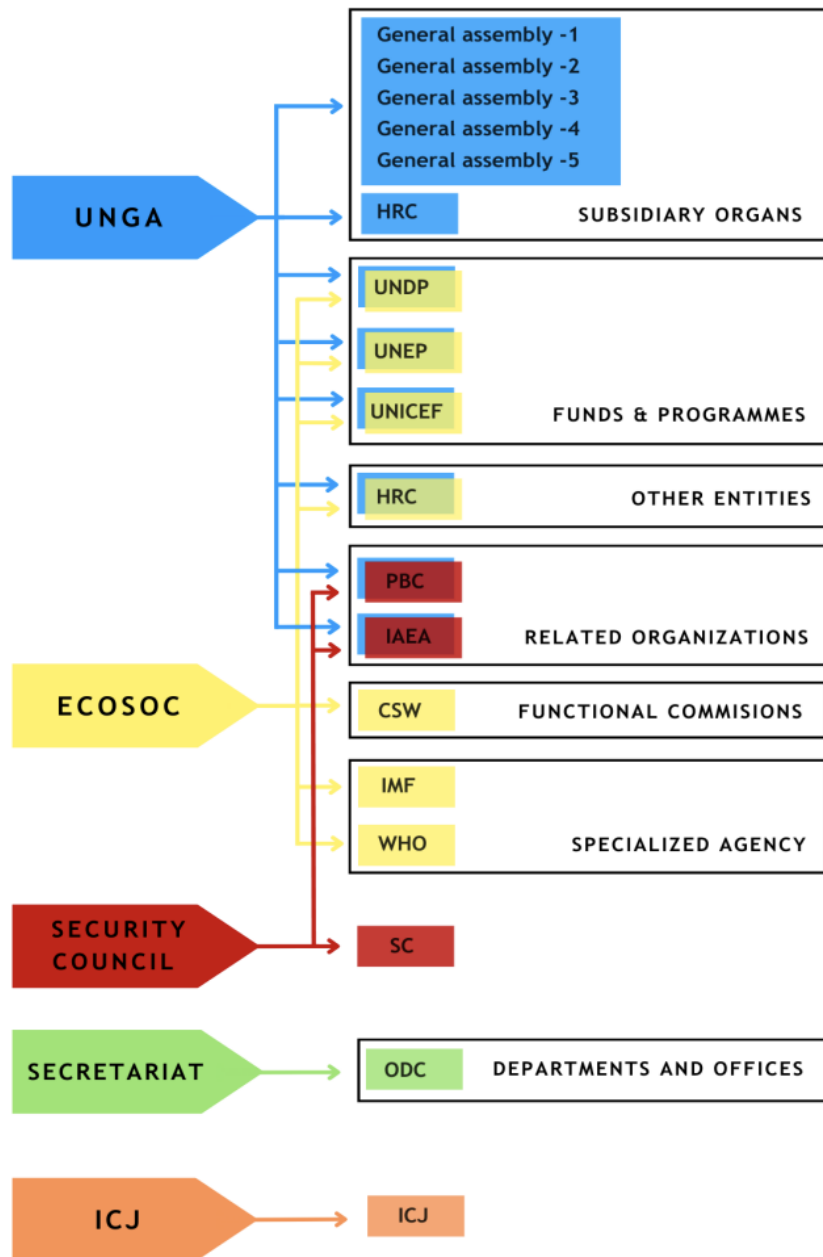 General assembly -1
General assembly -2
General assembly -3
General assembly -4
General assembly -5
UNGA
HRC
SUBSIDIARY ORGANS
UNDP
UNEP
UNICEF
FUNDS & PROGRAMMES
HRC
OTHER ENTITIES
PBC
IAEA
RELATED ORGANIZATIONS
ECOSOC
CSW
FUNCTIONAL COMMISIONS
IMF
WHO
SPECIALIZED AGENCY
SECURITY
COUNCIL
SC
SECRETARIAT
ODC
DEPARTMENTS AND OFFICES
ICJ
ICJ